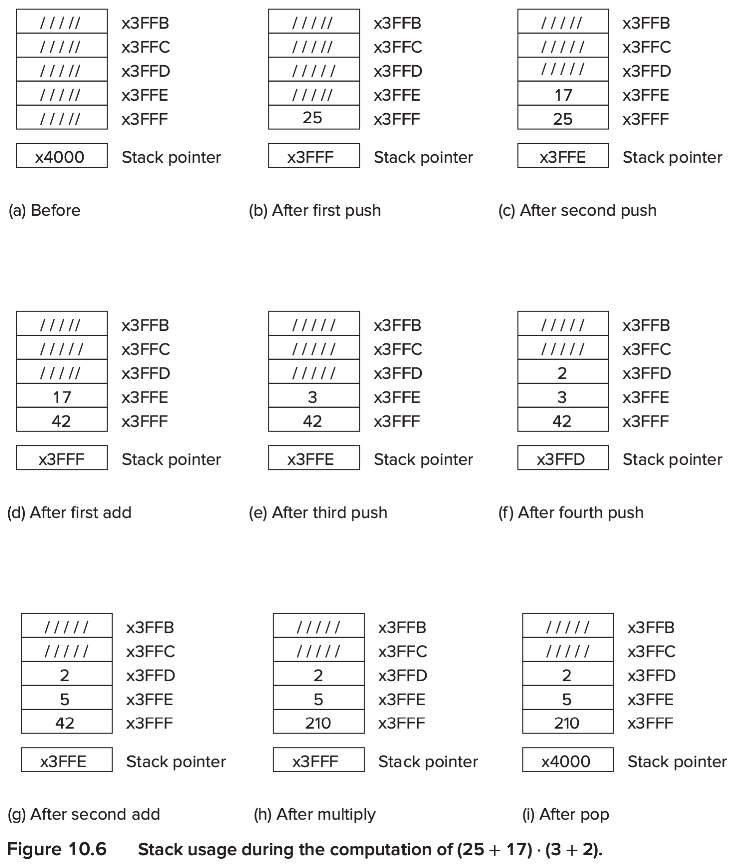 ///// x3FFB ///// x3FFB ///// x3FFB
///// x3FFC ///// x3FFC ///// x3FFC
///// x3FFD ///// x3FFD ///// x3FFD
///// x3FFE ///// x3FFE 17 x3FFE
///// x3FFF 25 x3FFF 25 x3FFF
x4000 Stack pointer x3FFF Stack pointer x3FFE Stack pointer
(a) Before (b) After first push (c) After second push
///// x3FFB ///// x3FFB ///// x3FFB
///// x3FFC ///// x3FFC ///// x3FFC
///// x3FFD ///// x3FFD 2 x3FFD
17 x3FFE 3 x3FFE 3 x3FFE
42 x3FFF 42 x3FFF 42 x3FFF
x3FFF Stack pointer x3FFE Stack pointer x3FFD Stack pointer
(d) After first add (e) After third push (f) After fourth push
///// x3FFB ///// x3FFB ///// x3FFB
///// x3FFC ///// x3FFC ///// x3FFC
2 x3FFD 2 x3FFD 2 x3FFD
5 x3FFE 5 x3FFE 5 x3FFE
42 x3FFF 210 x3FFF 210 x3FFF
x3FFE Stack pointer x3FFF Stack pointer x4000 Stack pointer
(g) After second add (h) After multiply (i) After pop
Figure 10.6 Stack usage during the computation of (25 + 17) · (3 + 2).